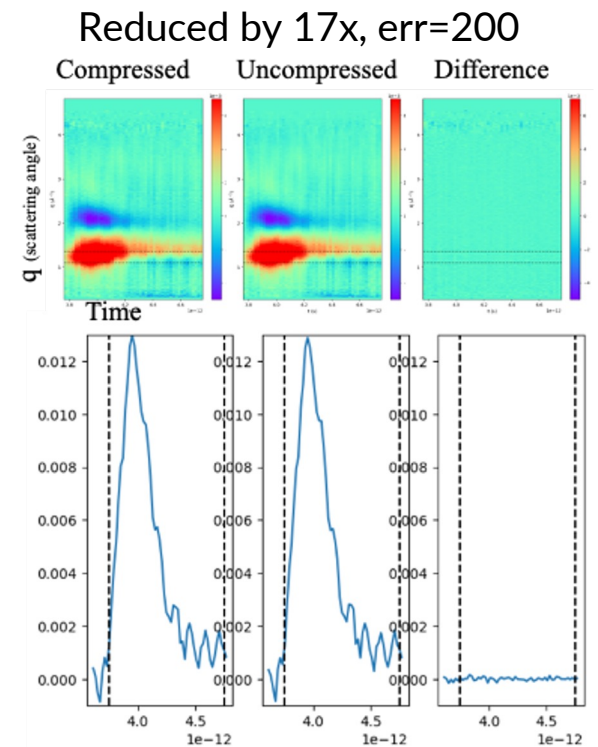 Reduced by 17x, err=200
Compressed Uncompressed Difference
q (scattering angle)
Time
0.012 0.012 0.012
0.010 0.010 0.010
0.008 0.008 0.008
0.006 0.006 0.006
0.004 0.004 0.004
0.002 0.002 0.002
0.000 0.000 0.000
4.0 4.5 4.0 4.5 4.0 4.5
1e−12 1e−12 1e−12